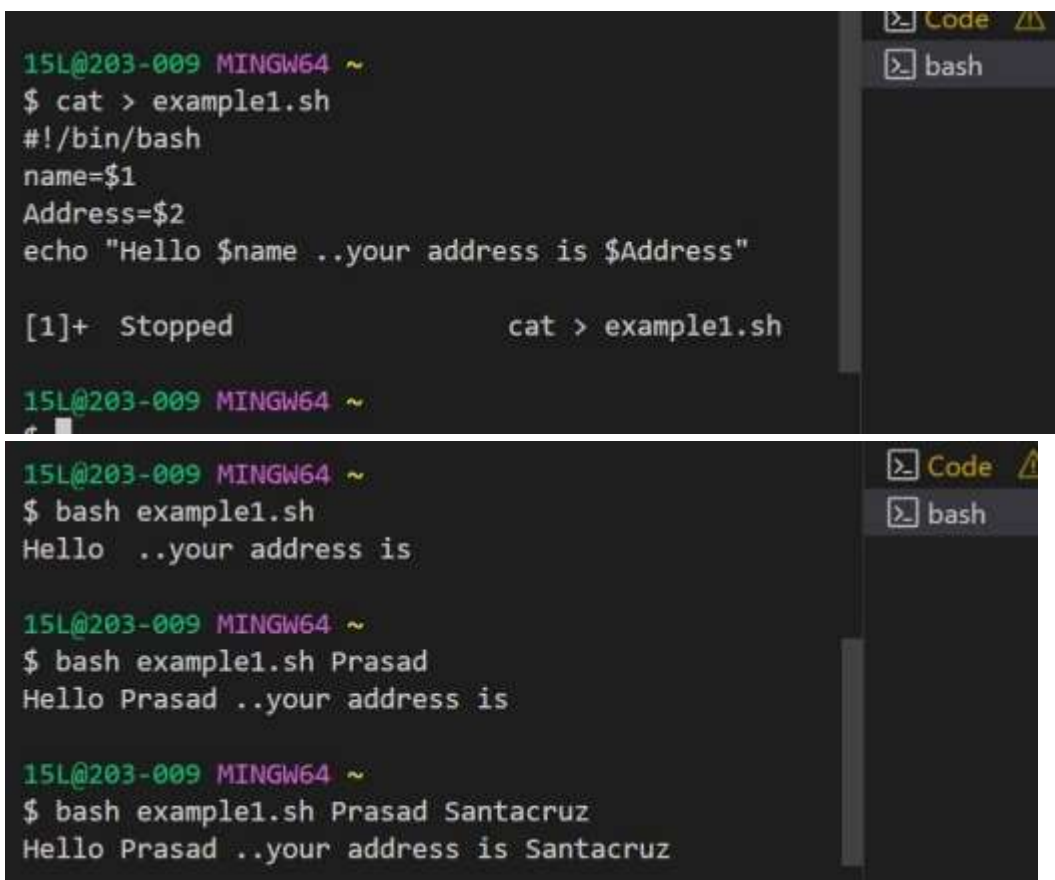 Code
15L@203-009 MINGW64 ~
bash
$ cat > example1.sh
#!/bin/bash
name=$1
Address=$2
echo "Hello $name ..your address is $Address"
[1]+  Stopped                 cat > example1.sh
15L@203-009 MINGW64 ~
$
15L@203-009 MINGW64 ~
Code
$ bash example1.sh
bash
Hello  ..your address is
15L@203-009 MINGW64 ~
$ bash example1.sh Prasad
Hello Prasad ..your address is
15L@203-009 MINGW64 ~
$ bash example1.sh Prasad Santacruz
Hello Prasad ..your address is Santacruz